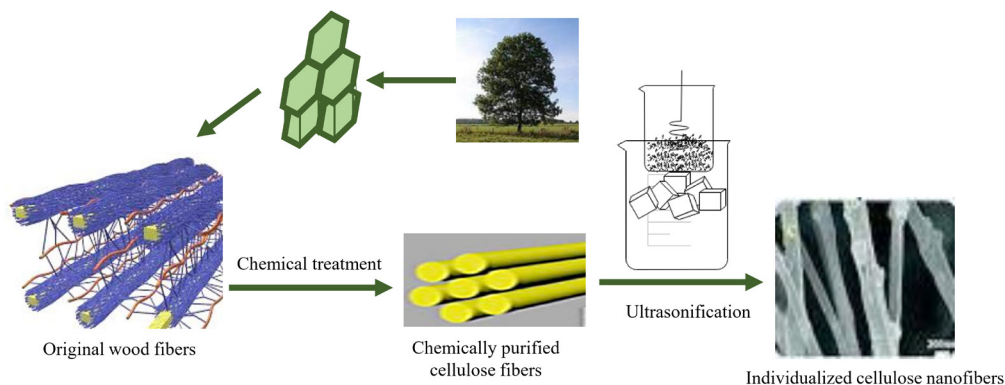 Chemical treatment
Ultrasonification
Original wood fibers
Chemically purified
cellulose fibers
Individualized cellulose nanofibers